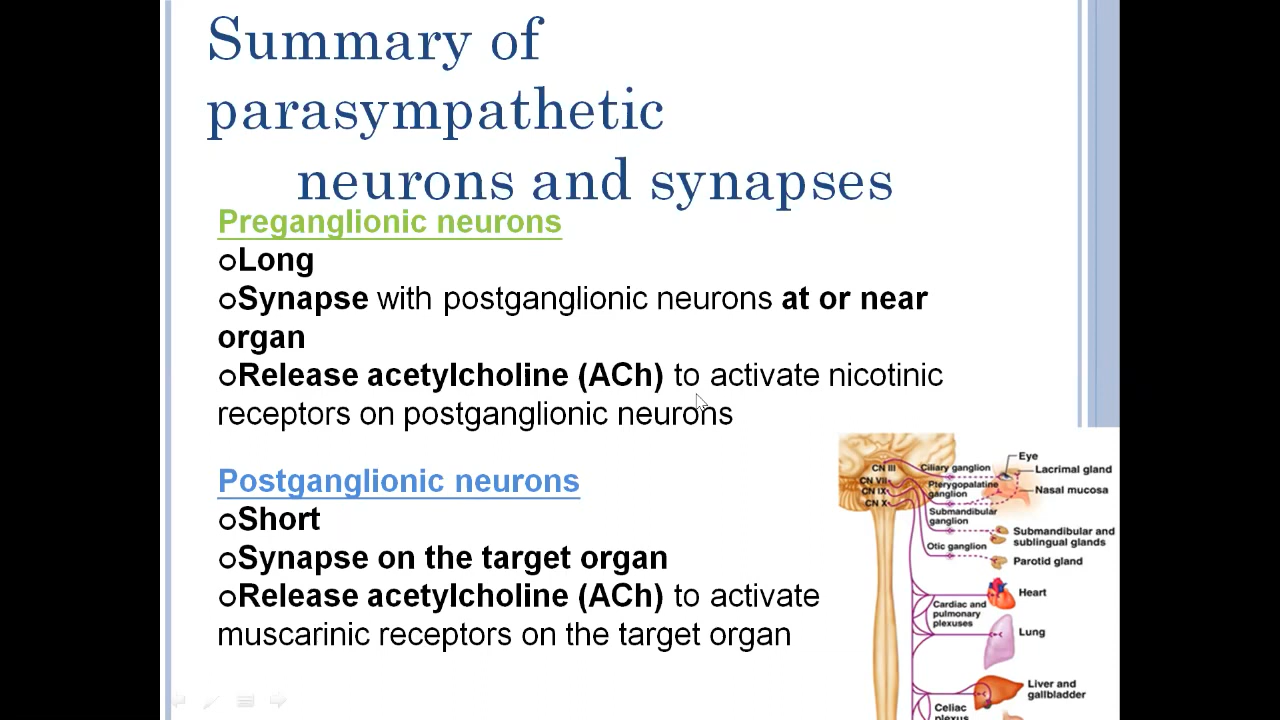 Summary of
parasympathetic
neurons and synapses
Preganglionic neurons
Long
Synapse with postganglionic neurons at or near
organ
Release acetylcholine (ACh) to activate nicotinic
receptors on postganglionic neurons
Postganglionic neurons
Short
Synapse on the target organ
Release acetylcholine (ACh) to activate
muscarinic receptors on the target organ
CN III
CN VII
CN IX
CN X
Ciliary ganglion
Pterygopalatine
ganglion
Submandibular
ganglion
Otic ganglion
Cardiac and
pulmonary
plexuses
Celiac
plexus
Eye
Lacrimal gland
Nasal mucosa
Submandibular and
sublingual glands
Parotid gland
Heart
Lung
Liver and
gallbladder